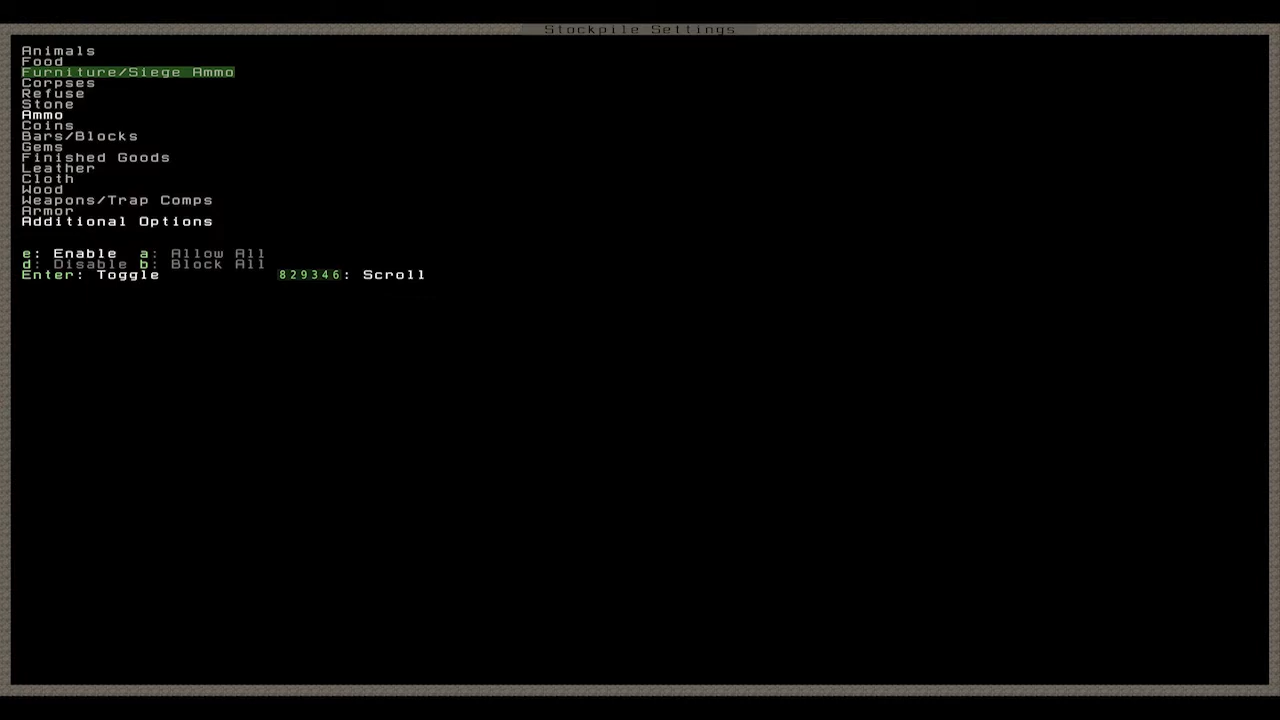 Stockpile Settings
Animals
Food
Furniture/Siege Ammo
Corpses
Refuse
Stone
Ammo
Coins
Bars/Blocks
Gems
Finished Goods
Leather
Cloth
Wood
Weapons/Trap Comps
Armor
Additional Options
e: Enable a: Allow All
d: Disable b: Block All
Enter: Toggle 829346: Scroll